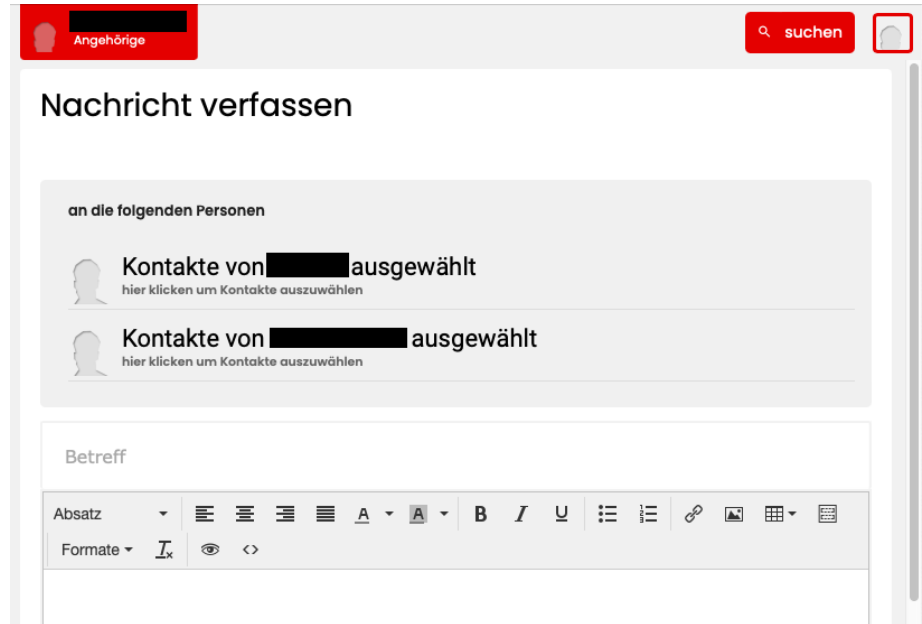 Angehörige
suchen
Nachricht verfassen
an die folgenden Personen
Kontakte von ausgewählt
hier klicken um Kontakte auszuwählen
Kontakte von ausgewählt
hier klicken um Kontakte auszuwählen
Betreff
Absatz A A B I U
Formate Ix